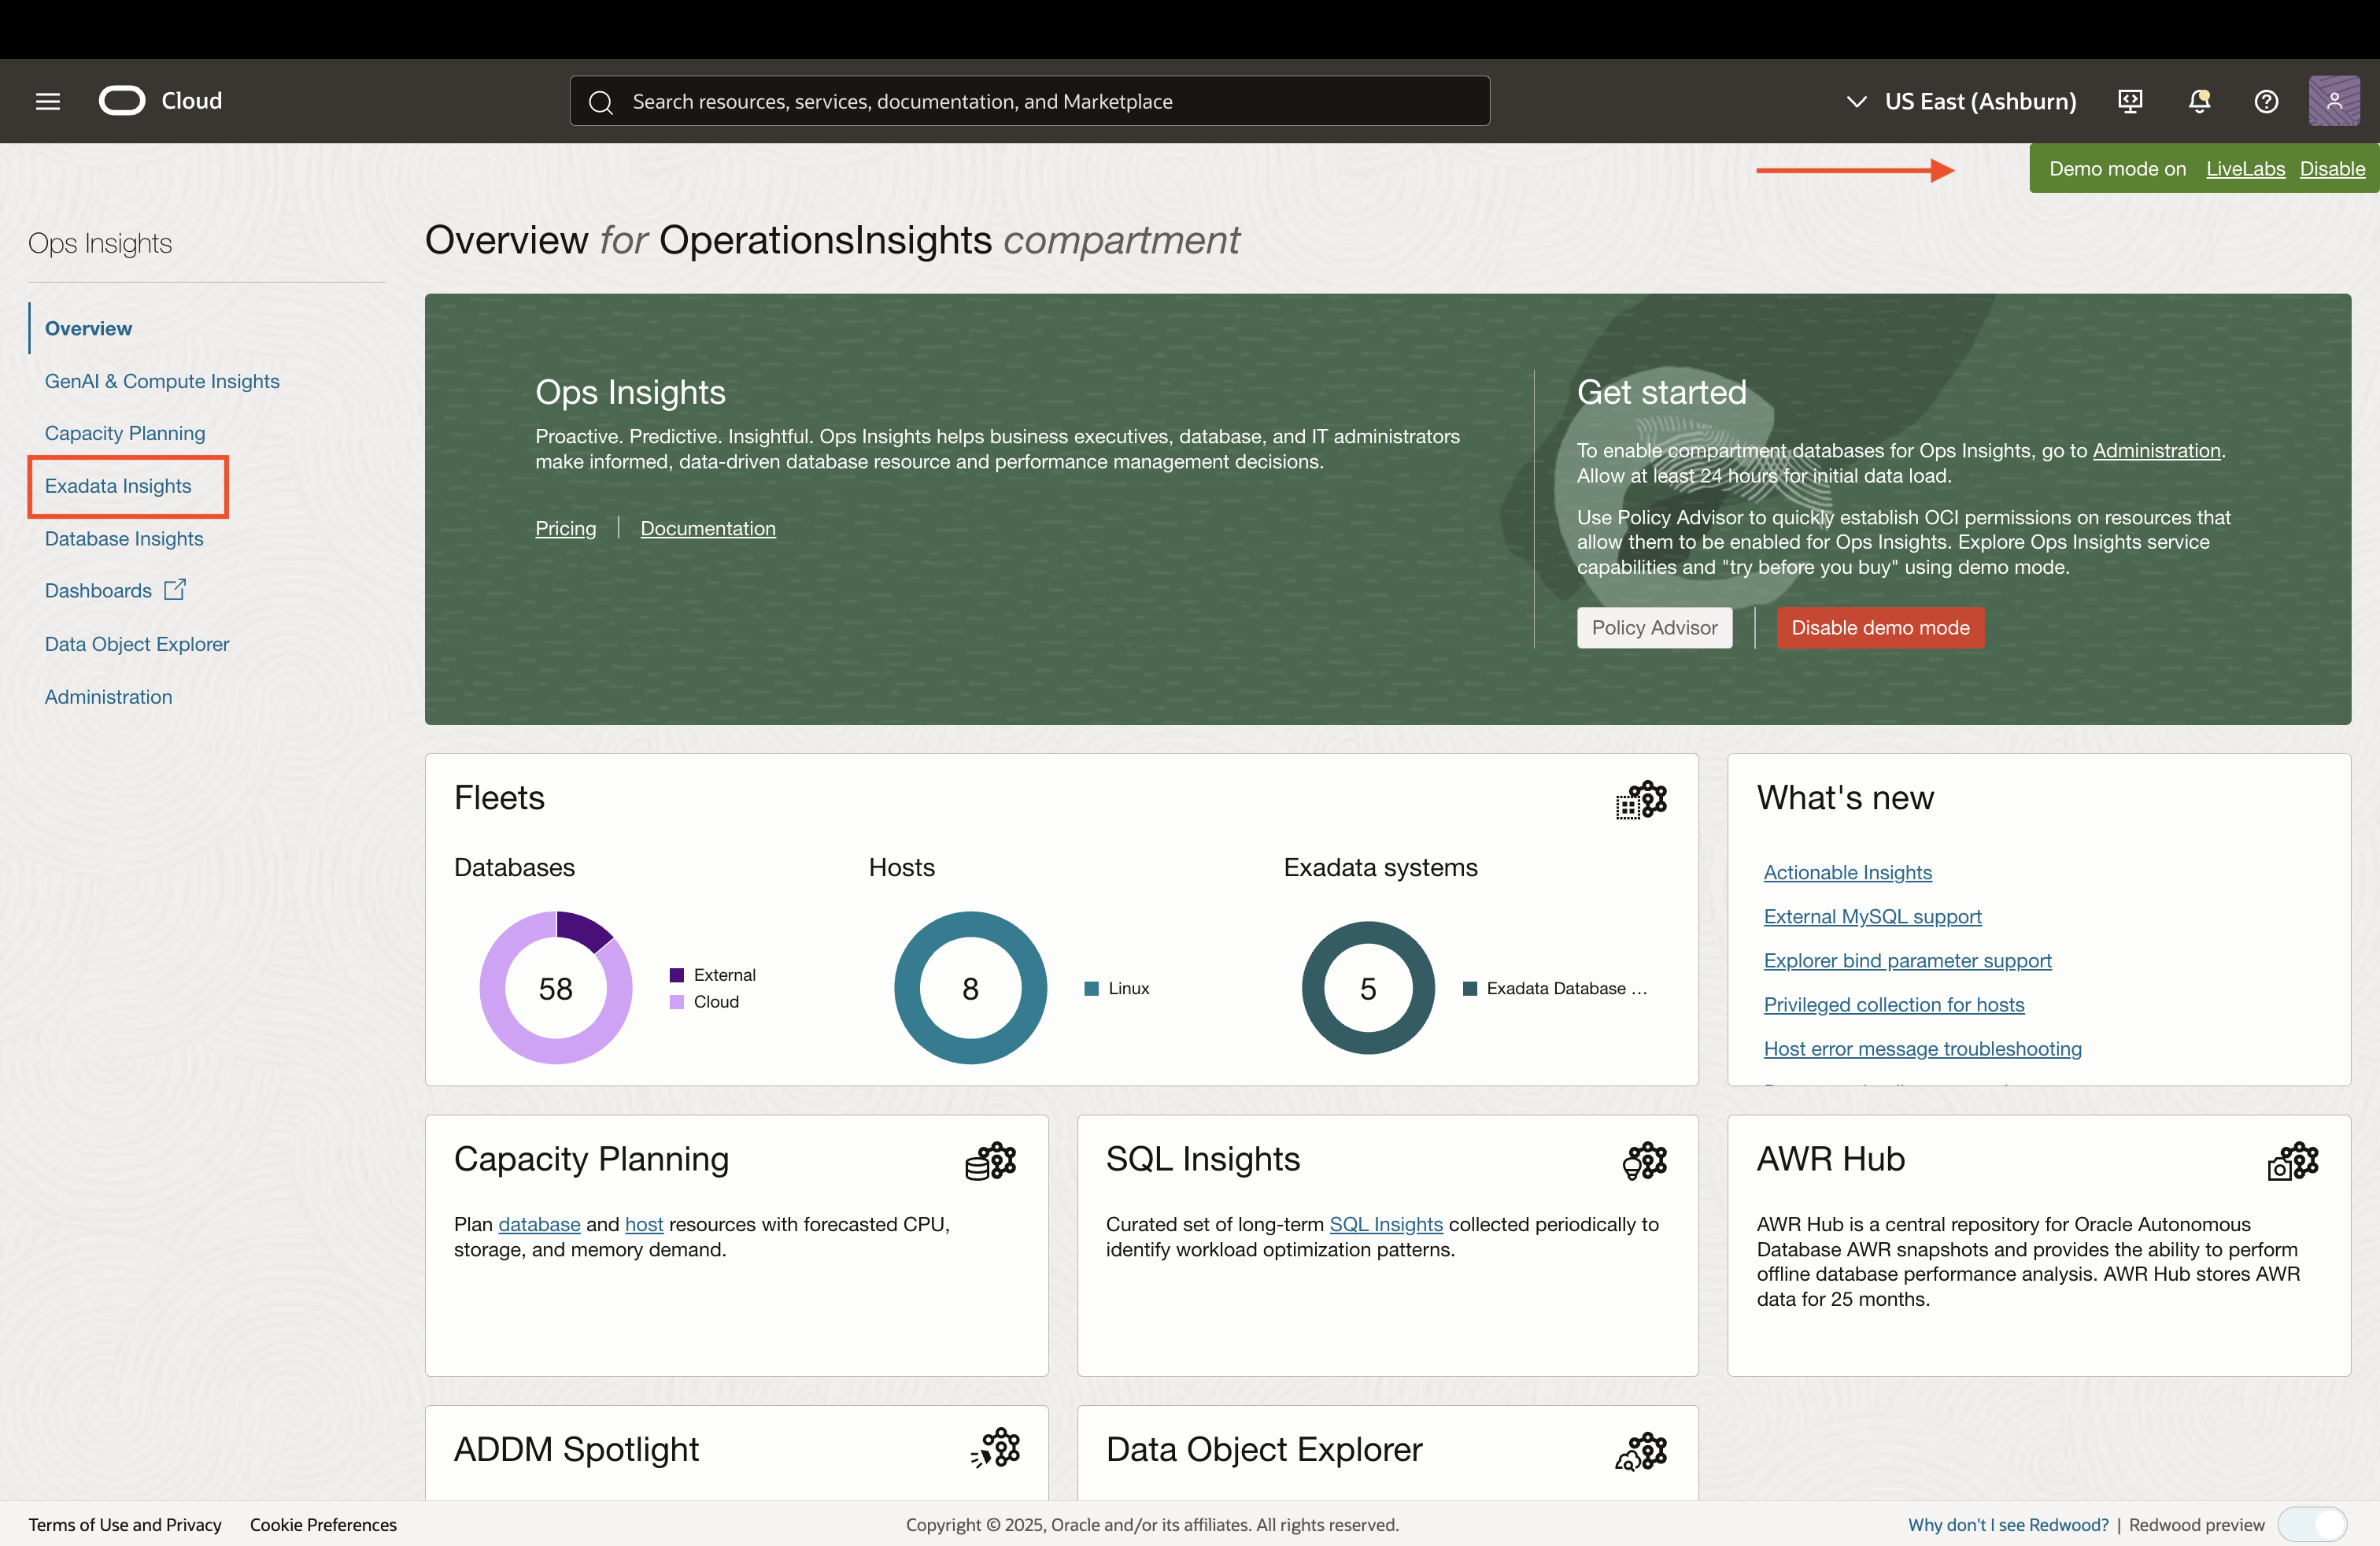 Cloud
Search resources, services, documentation, and Marketplace
US East (Ashburn)
Demo mode on LiveLabs Disable
Ops Insights
Overview
GenAI & Compute Insights
Capacity Planning
Exadata Insights
Database Insights
Dashboards
Data Object Explorer
Administration
Overview for OperationsInsights compartment
Ops Insights
Proactive. Predictive. Insightful. Ops Insights helps business executives, database, and IT administrators
make informed, data-driven database resource and performance management decisions.
Pricing | Documentation
Get started
To enable compartment databases for Ops Insights, go to Administration.
Allow at least 24 hours for initial data load.
Use Policy Advisor to quickly establish OCI permissions on resources that
allow them to be enabled for Ops Insights. Explore Ops Insights service
capabilities and "try before you buy" using demo mode.
Policy Advisor | Disable demo mode
Fleets
Databases
58
External
Cloud
Hosts
8
Linux
Exadata systems
5
Exadata Database ...
What's new
Actionable Insights
External MySQL support
Explorer bind parameter support
Privileged collection for hosts
Host error message troubleshooting
Capacity Planning
Plan database and host resources with forecasted CPU,
storage, and memory demand.
SQL Insights
Curated set of long-term SQL Insights collected periodically to
identify workload optimization patterns.
AWR Hub
AWR Hub is a central repository for Oracle Autonomous
Database AWR snapshots and provides the ability to perform
offline database performance analysis. AWR Hub stores AWR
data for 25 months.
ADDM Spotlight
Data Object Explorer
Terms of Use and Privacy
Cookie Preferences
Copyright © 2025, Oracle and/or its affiliates. All rights reserved.
Why don't I see Redwood? | Redwood preview